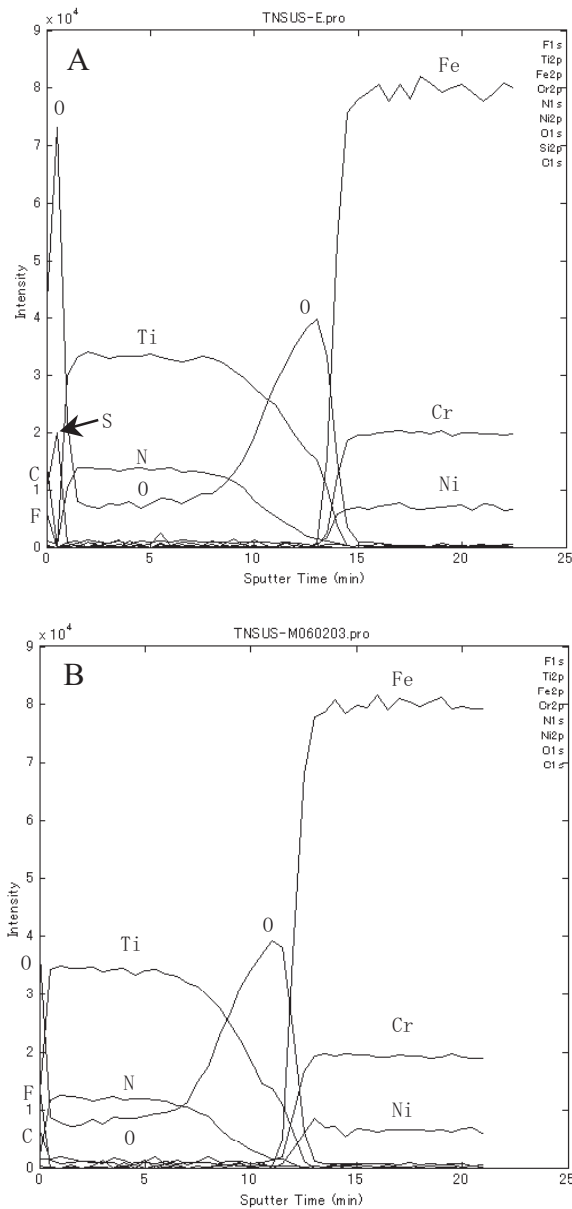 TNSUS-E.pro
× 10^4
A
F1s
Ti2p
Fe2p
Cr2p
N1s
Ni2p
O1s
Si2p
C1s
Fe
O
O
Ti
S
Cr
N
C
O
Ni
F
Intensity
9
8
7
6
5
4
3
2
1
0
0 5 10 15 20 25
Sputter Time (min)
TNSUS-M060203.pro
× 10^4
B
F1s
Ti2p
Fe2p
Cr2p
N1s
Ni2p
O1s
C1s
Fe
O
O
Ti
Cr
N
F
Ni
C
O
Intensity
9
8
7
6
5
4
3
2
1
0
0 5 10 15 20 25
Sputter Time (min)